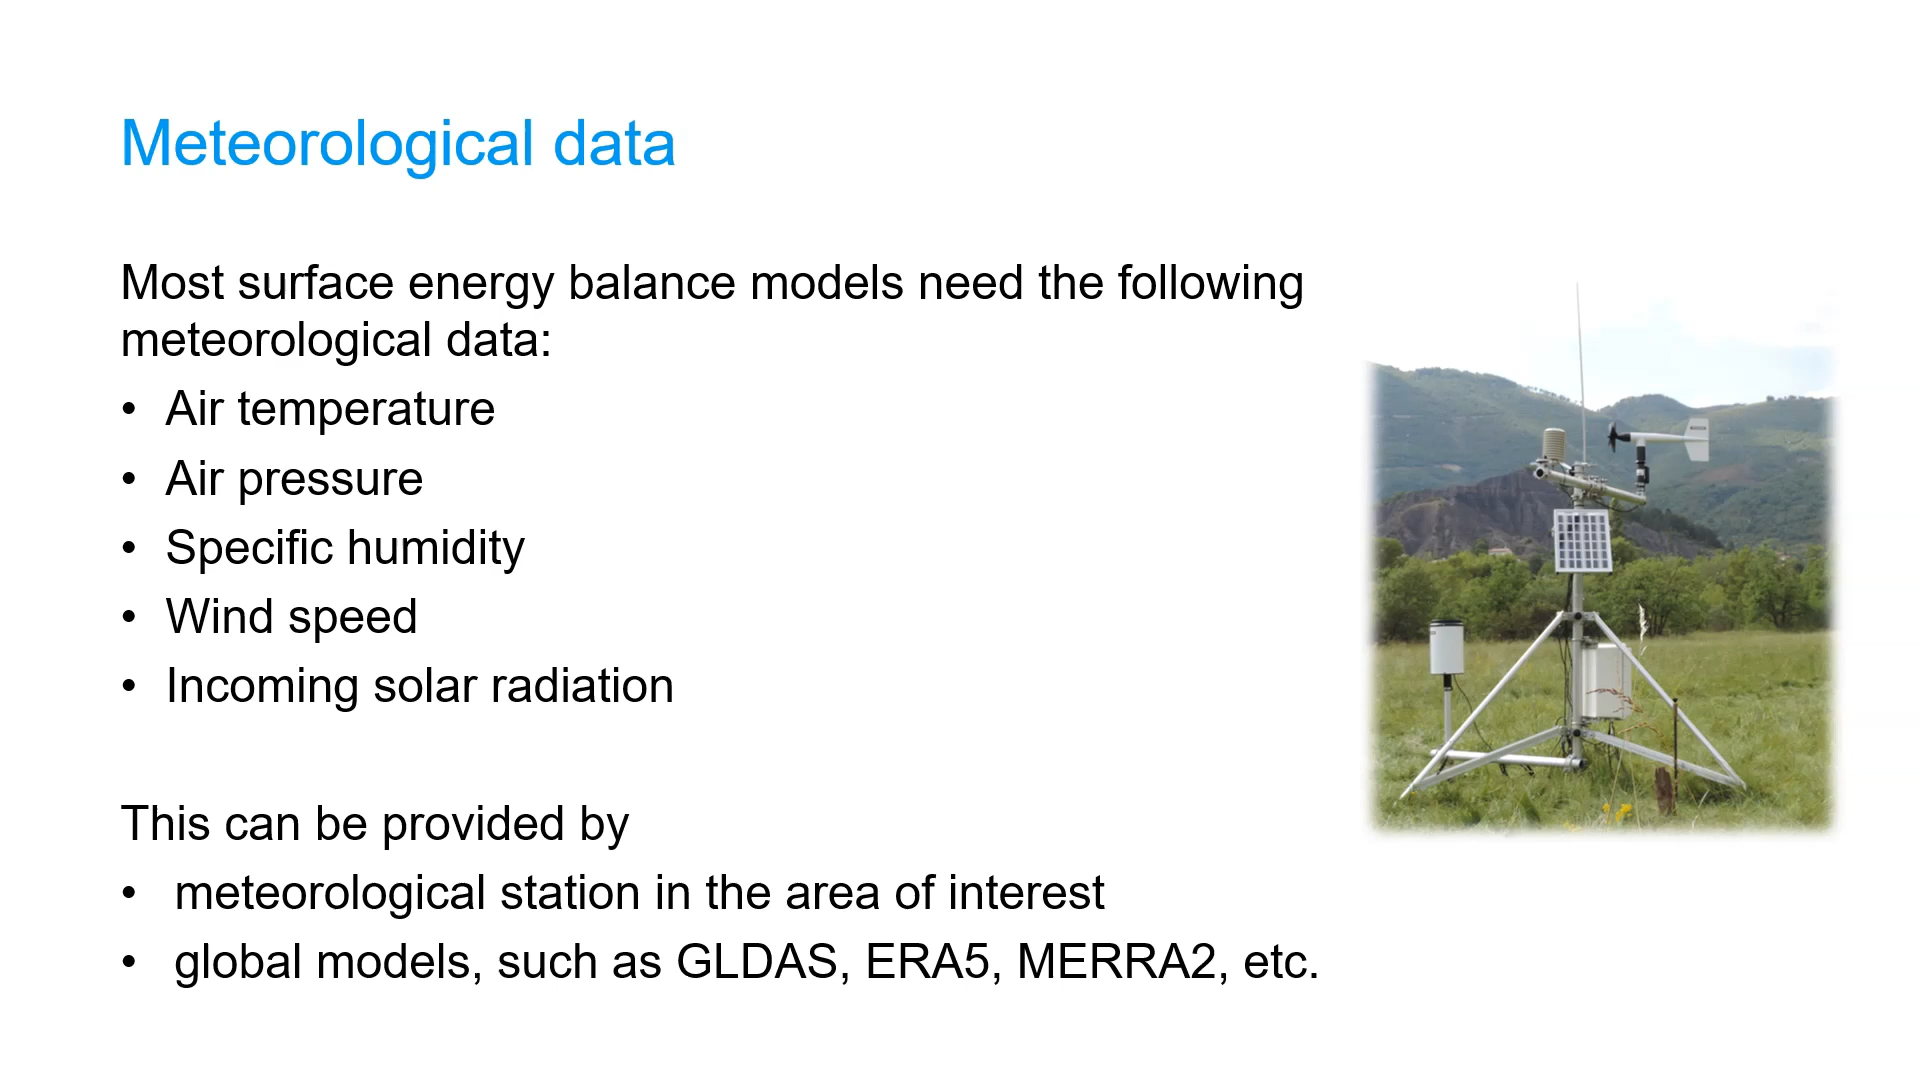 Meteorological data
Most surface energy balance models need the following
meteorological data:
• Air temperature
• Air pressure
• Specific humidity
• Wind speed
• Incoming solar radiation
This can be provided by
• meteorological station in the area of interest
• global models, such as GLDAS, ERA5, MERRA2, etc.